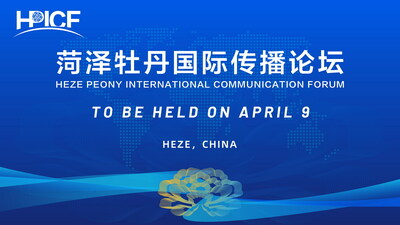 HPICF
菏泽牡丹国际传播论坛
HEZE PEONY INTERNATIONAL COMMUNICATION FORUM
TO BE HELD ON APRIL 9
HEZE, CHINA